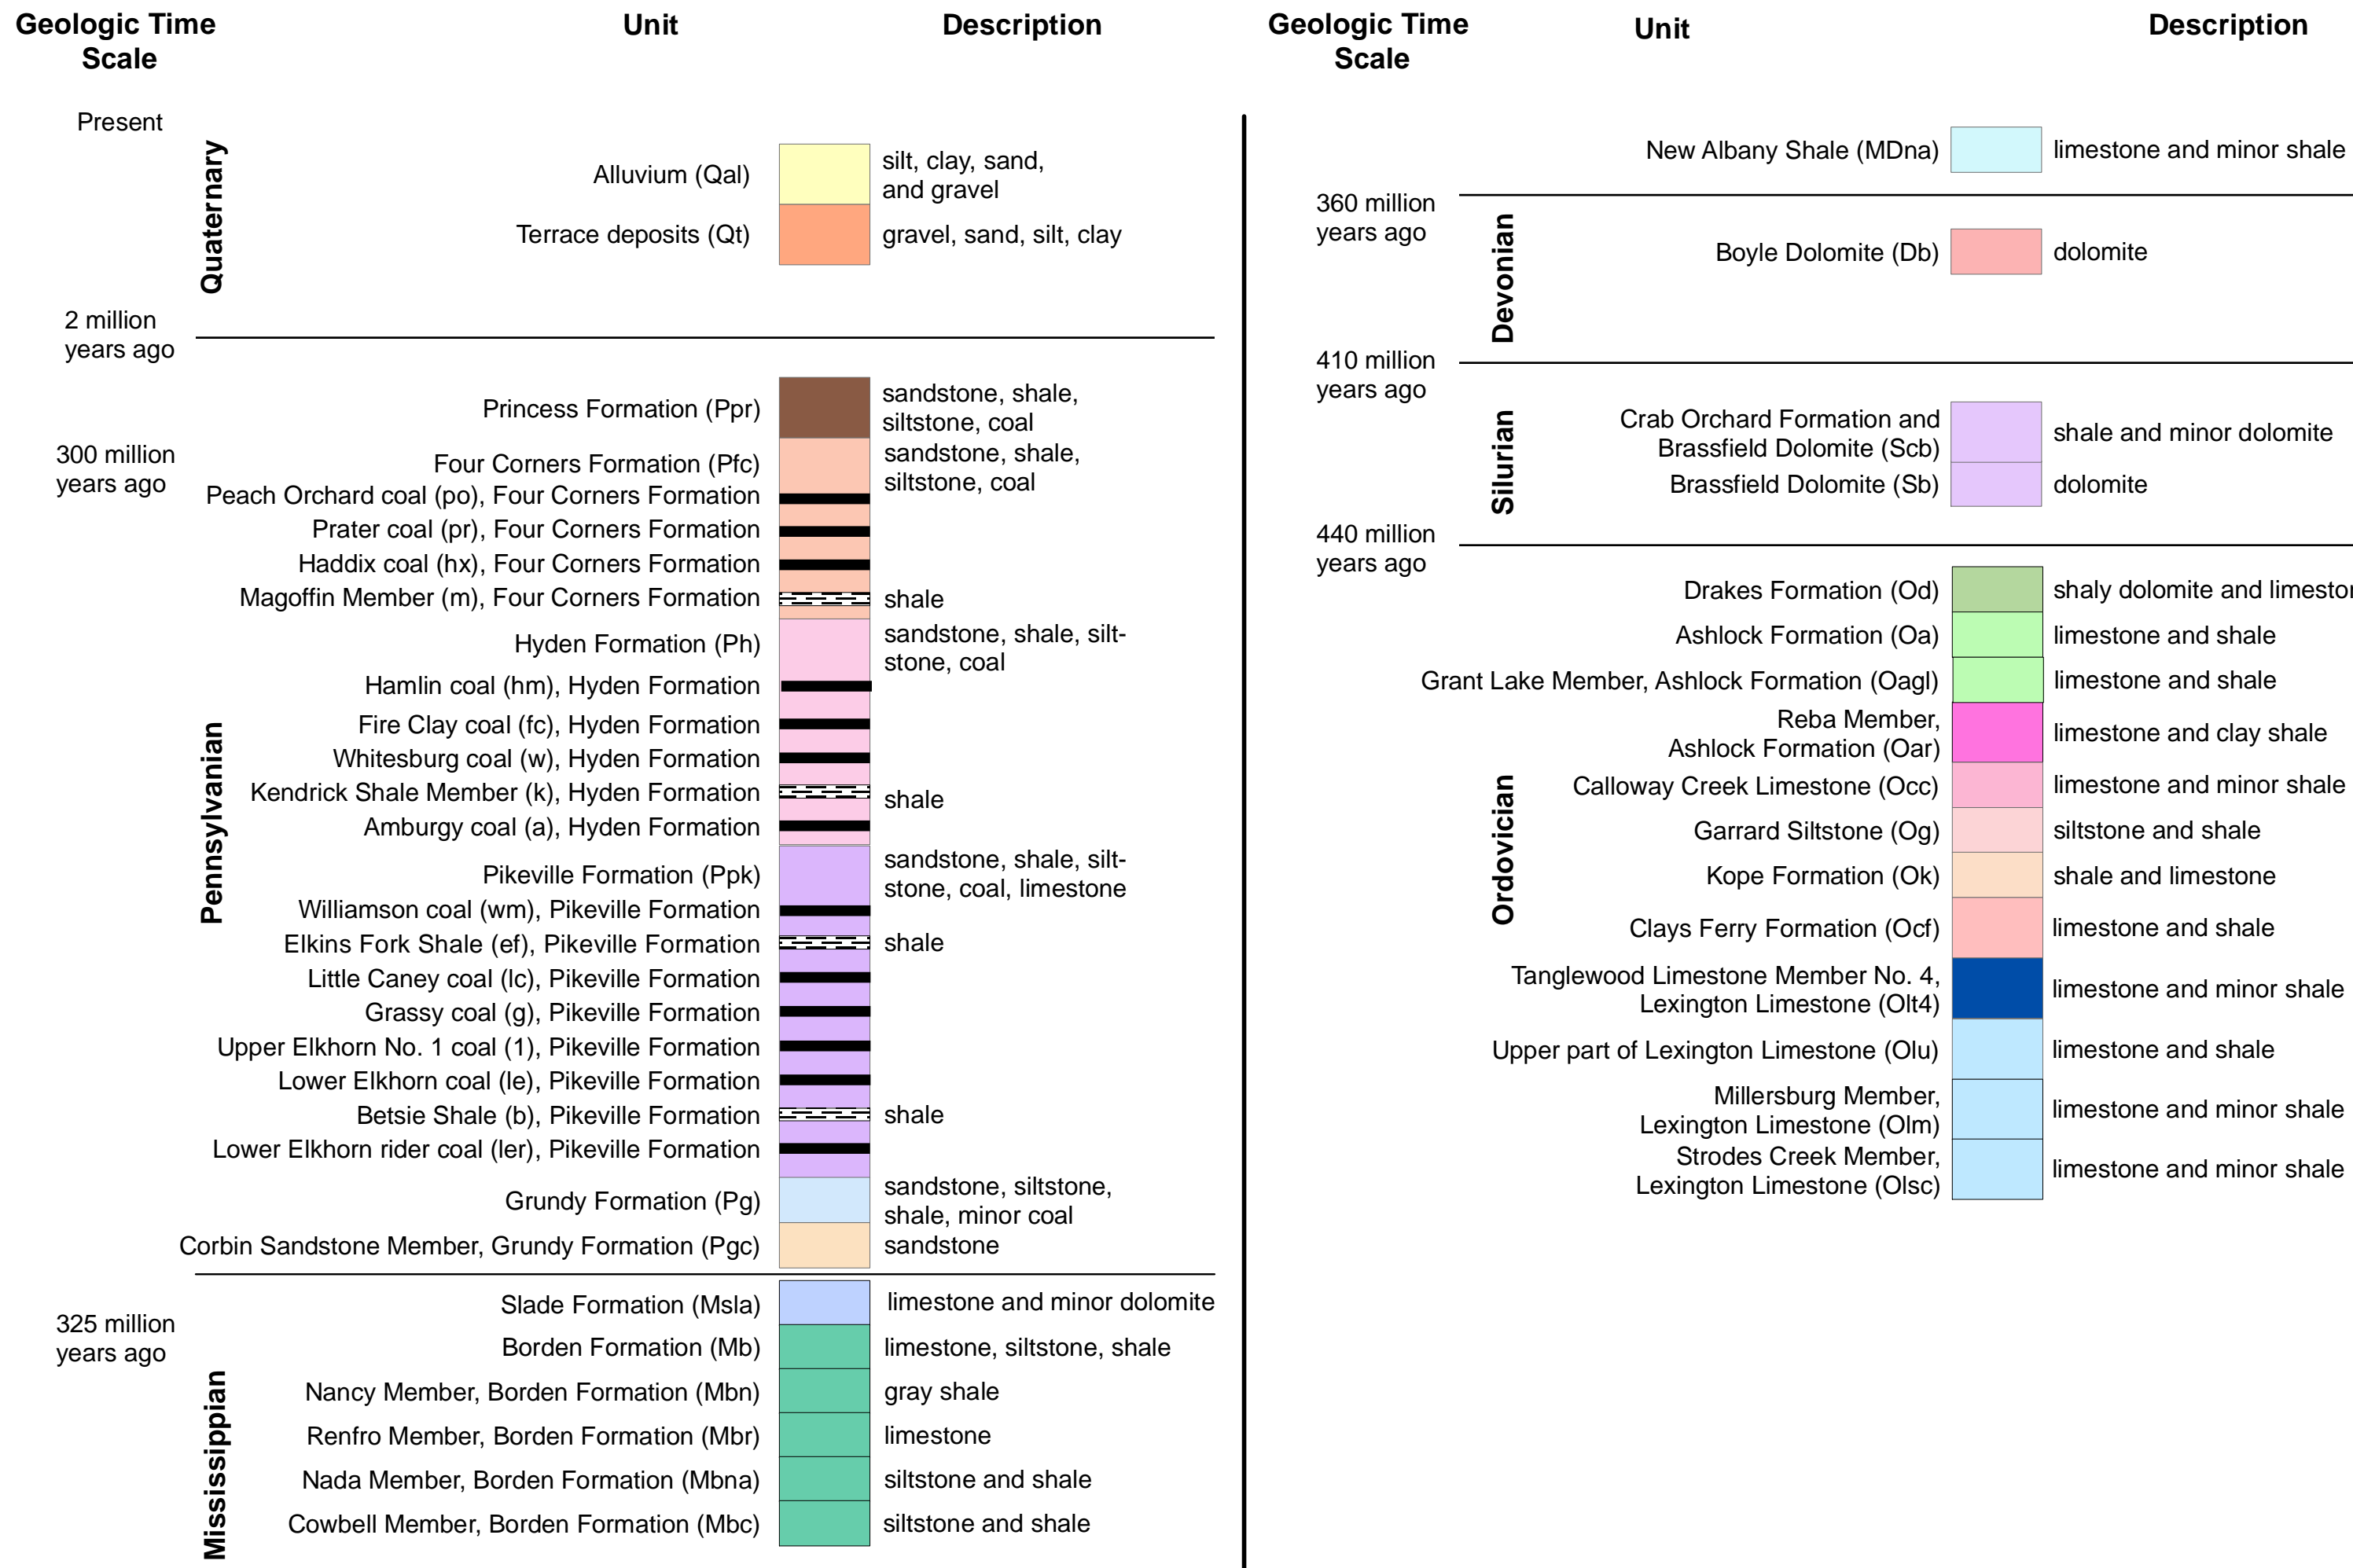 Geologic Time
Scale
Unit
Description
Present
Quaternary
Alluvium (Qal)
silt, clay, sand,
and gravel
Terrace deposits (Qt)
gravel, sand, silt, clay
2 million
years ago
Pennsylvanian
Princess Formation (Ppr)
sandstone, shale,
siltstone, coal
300 million
years ago
Four Corners Formation (Pfc)
sandstone, shale,
siltstone, coal
Peach Orchard coal (po), Four Corners Formation
Prater coal (pr), Four Corners Formation
Haddix coal (hx), Four Corners Formation
Magoffin Member (m), Four Corners Formation
shale
Hyden Formation (Ph)
sandstone, shale, silt-
stone, coal
Hamlin coal (hm), Hyden Formation
Fire Clay coal (fc), Hyden Formation
Whitesburg coal (w), Hyden Formation
Kendrick Shale Member (k), Hyden Formation
shale
Amburgy coal (a), Hyden Formation
Pikeville Formation (Ppk)
sandstone, shale, silt-
stone, coal, limestone
Williamson coal (wm), Pikeville Formation
Elkins Fork Shale (ef), Pikeville Formation
shale
Little Caney coal (lc), Pikeville Formation
Grassy coal (g), Pikeville Formation
Upper Elkhorn No. 1 coal (1), Pikeville Formation
Lower Elkhorn coal (le), Pikeville Formation
Betsie Shale (b), Pikeville Formation
shale
Lower Elkhorn rider coal (ler), Pikeville Formation
Grundy Formation (Pg)
sandstone, siltstone,
shale, minor coal
Corbin Sandstone Member, Grundy Formation (Pgc)
sandstone
325 million
years ago
Mississippian
Slade Formation (Msla)
limestone and minor dolomite
Borden Formation (Mb)
limestone, siltstone, shale
Nancy Member, Borden Formation (Mbn)
gray shale
Renfro Member, Borden Formation (Mbr)
limestone
Nada Member, Borden Formation (Mbna)
siltstone and shale
Cowbell Member, Borden Formation (Mbc)
siltstone and shale
Geologic Time
Scale
Unit
Description
New Albany Shale (MDna)
limestone and minor shale
360 million
years ago
Devonian
Boyle Dolomite (Db)
dolomite
410 million
years ago
Silurian
Crab Orchard Formation and
Brassfield Dolomite (Scb)
shale and minor dolomite
Brassfield Dolomite (Sb)
dolomite
440 million
years ago
Ordovician
Drakes Formation (Od)
shaly dolomite and
Ashlock Formation (Oa)
limestone and shale
Grant Lake Member, Ashlock Formation (Oagl)
limestone and shale
Reba Member,
Ashlock Formation (Oar)
limestone and clay shale
Calloway Creek Limestone (Occ)
limestone and minor shale
Garrard Siltstone (Og)
siltstone and shale
Kope Formation (Ok)
shale and limestone
Clays Ferry Formation (Ocf)
limestone and shale
Tanglewood Limestone Member No. 4,
Lexington Limestone (Olt4)
limestone and minor shale
Upper part of Lexington Limestone (Olu)
limestone and shale
Millersburg Member,
Lexington Limestone (Olm)
limestone and minor shale
Strodes Creek Member,
Lexington Limestone (Olsc)
limestone and minor shale